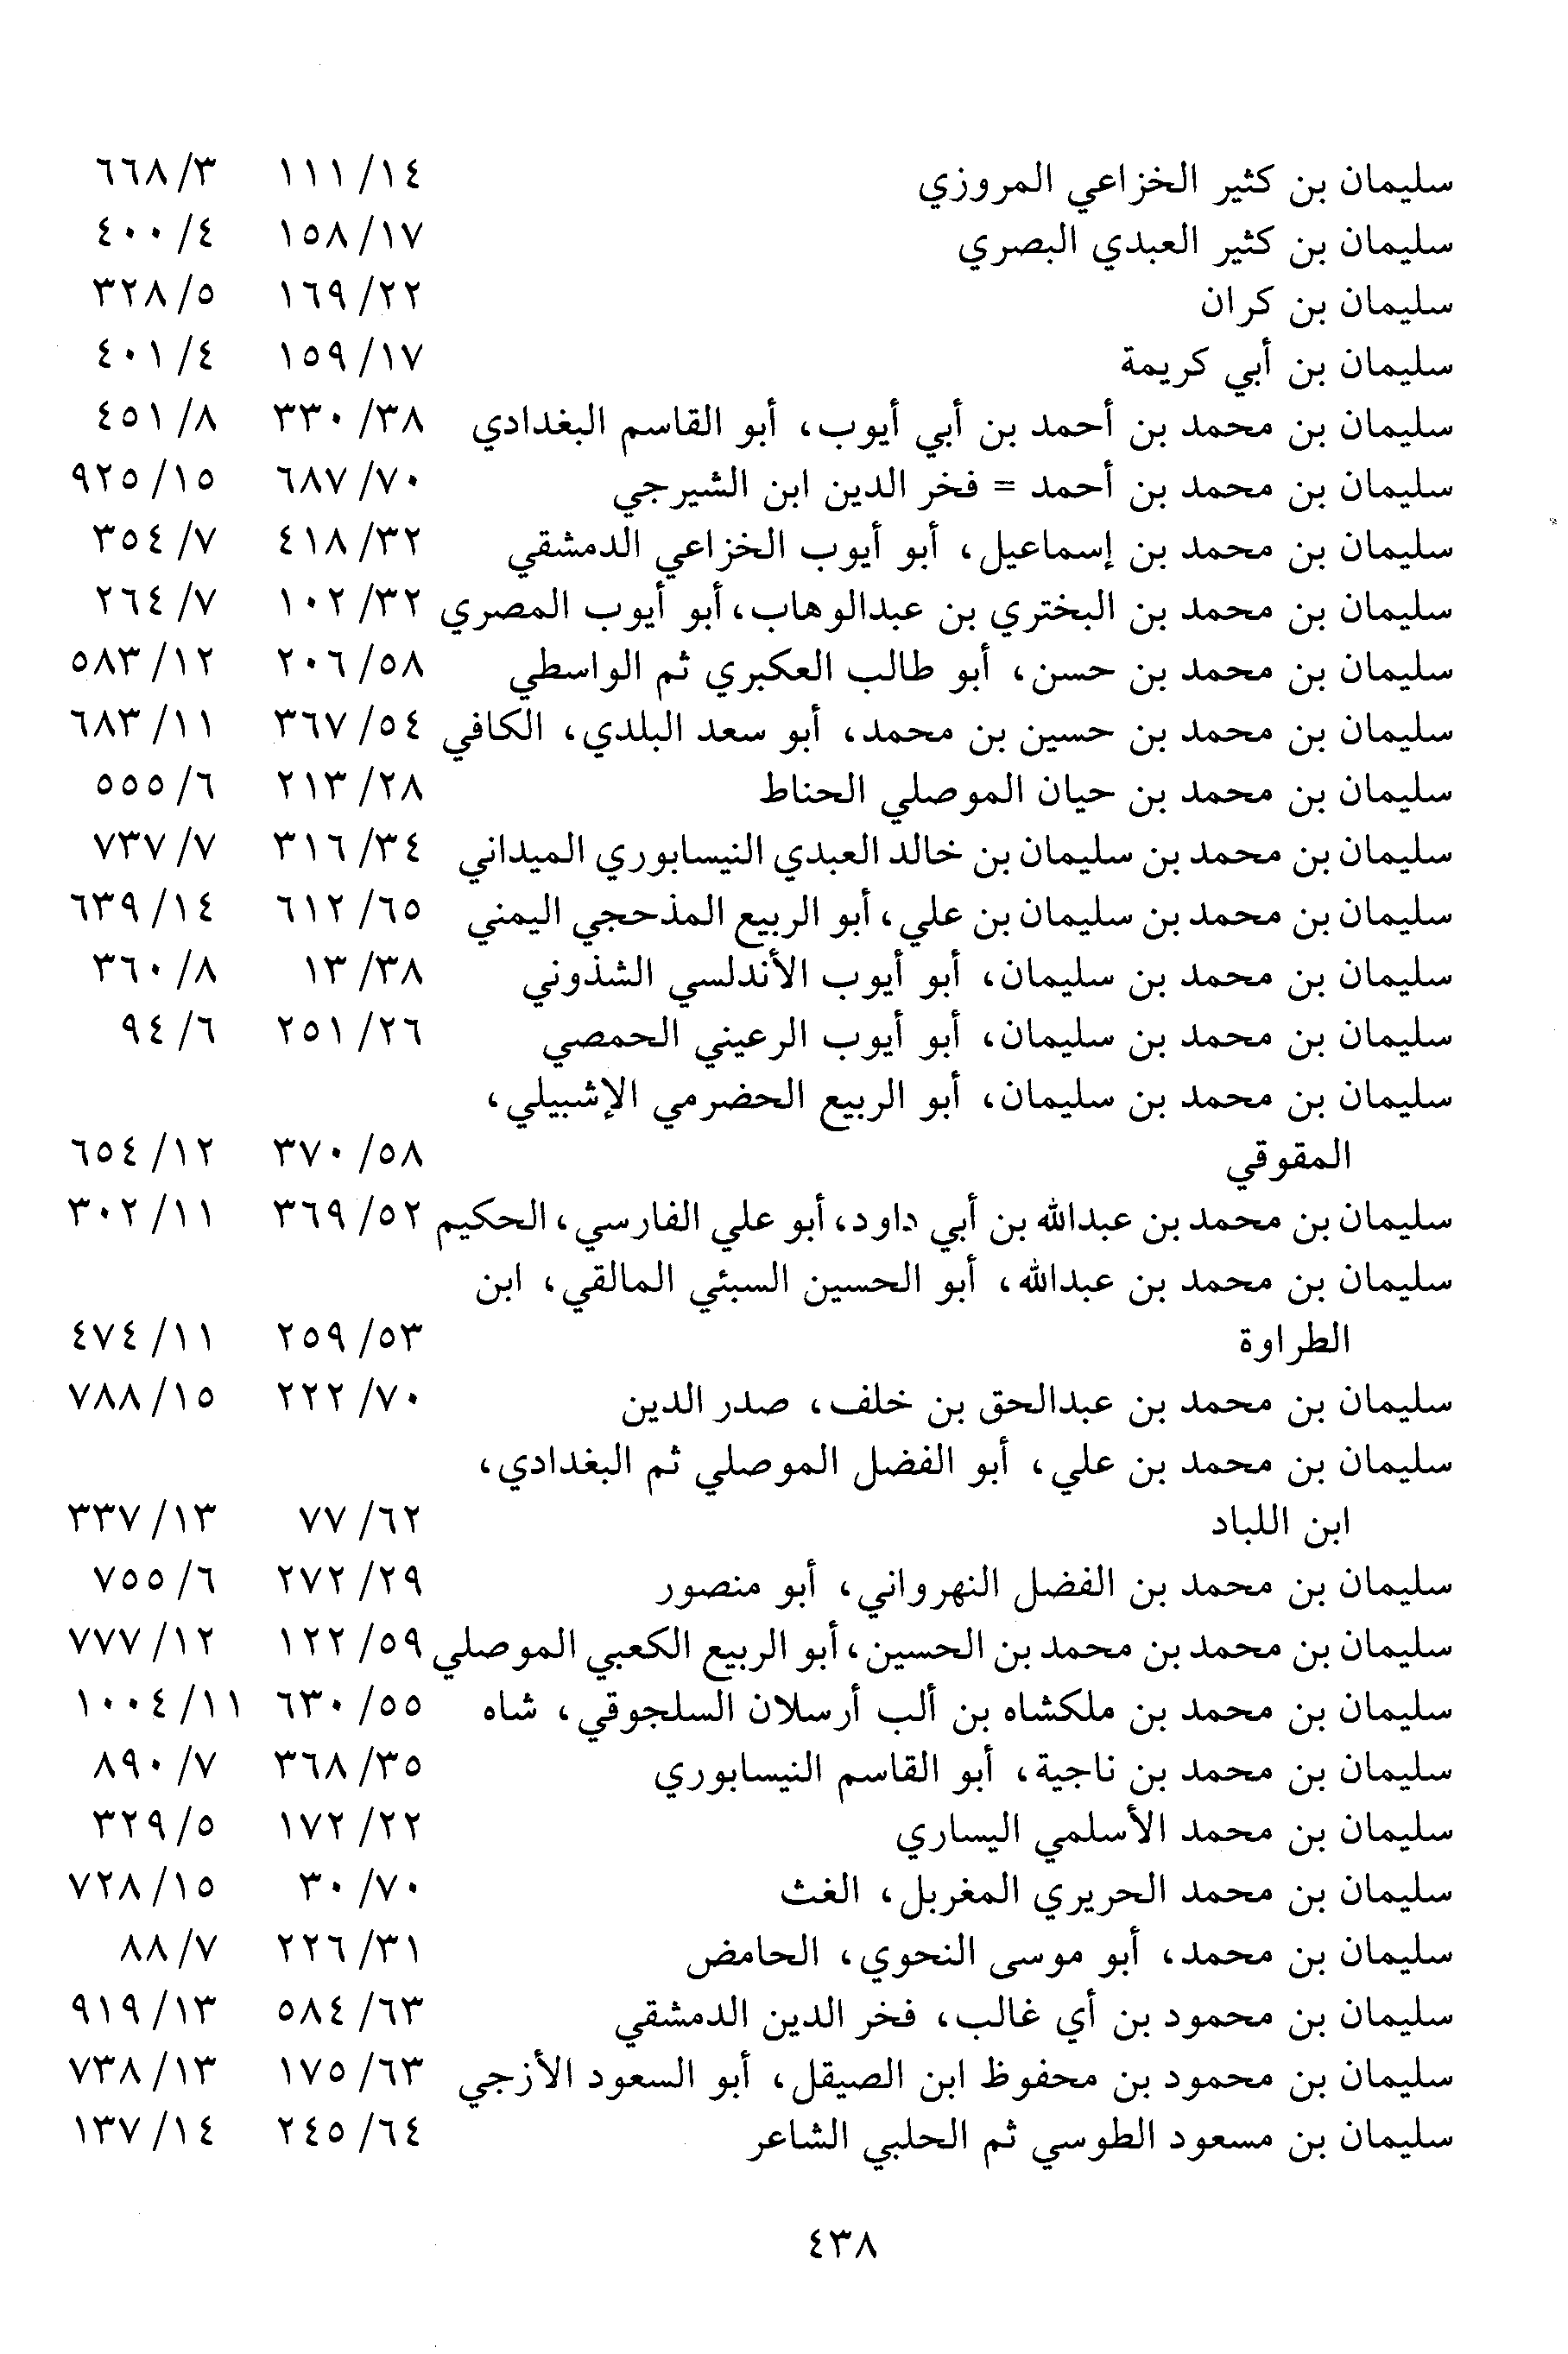 سليمان بن كثير الخزاعي المروزي ١٤/ ١١١ ٣/ ٦٦٨
سليمان بن كثير العبدي البصري ١٧/ ١٥٨ ٤/ ٤٠٠
سليمان بن كران ٢٢/ ١٦٩ ٥/ ٣٢٨
سليمان بن أبي كريمة ١٧/ ١٥٩ ٤/ ٤٠١
سليمان بن محمد بن أحمد بن أبي أيوب، أبو القاسم البغدادي ٣٨/ ٣٣٠ ٨/ ٤٥١
سليمان بن محمد بن أحمد = فخر الدين ابن الشيرجي ٧٠/ ٦٨٧ ١٥/ ٩٢٥
سليمان بن محمد بن إسماعيل، أبو أيوب الخزاعي الدمشقي ٣٢/ ٤١٨ ٧/ ٣٥٤
سليمان بن محمد بن البختري بن عبدالوهاب، أبو أيوب المصري ٣٢/ ١٠٢ ٧/ ٢٦٤
سليمان بن محمد بن حسن، أبو طالب العكبري ثم الواسطي ٥٨/ ٢٠٦ ١٢/ ٥٨٣
سليمان بن محمد بن حسين بن محمد، أبو سعد البلدي، الكافي ٥٤/ ٣٦٧ ١١/ ٦٨٣
سليمان بن محمد بن حيان الموصلي الحناط ٢٨/ ٢١٣ ٦/ ٥٥٥
سليمان بن محمد بن سليمان بن خالد العبدي النيسابوري الميداني ٣٤/ ٣١٦ ٧/ ٧٣٧
سليمان بن محمد بن سليمان بن علي، أبو الربيع المذحجي اليمني ٦٥/ ٦١٢ ١٤/ ٦٣٩
سليمان بن محمد بن سليمان، أبو أيوب الأندلسي الشذوني ٣٨/ ١٣ ٨/ ٣٦٠
سليمان بن محمد بن سليمان، أبو أيوب الرعيني الحمصي ٢٦/ ٢٥١ ٦/ ٩٤
سليمان بن محمد بن سليمان، أبو الربيع الحضرمي الإشبيلي،
المقوقي ٥٨/ ٣٧٠ ١٢/ ٦٥٤
سليمان بن محمد بن عبدالله بن أبي داود، أبو علي الفارسي، الحكيم ٥٢/ ٣٦٩ ١١/ ٣٠٢
سليمان بن محمد بن عبدالله، أبو الحسين السبئي المالقي، ابن
الطراوة ٥٣/ ٢٥٩ ١١/ ٤٧٤
سليمان بن محمد بن عبدالحق بن خلف، صدر الدين ٧٠/ ٢٢٢ ١٥/ ٧٨٨
سليمان بن محمد بن علي، أبو الفضل الموصلي ثم البغدادي،
ابن اللباد ٦٢/ ٧٧ ١٣/ ٣٣٧
سليمان بن محمد بن الفضل النهرواني، أبو منصور ٢٩/ ٢٧٢ ٦/ ٧٥٥
سليمان بن محمد بن محمد بن الحسين، أبو الربيع الكعبي الموصلي ٥٩/ ١٢٢ ١٢/ ٧٧٧
سليمان بن محمد بن ملكشاه بن ألب أرسلان السلجوقي، شاه ٥٥/ ٦٣٠ ١١/ ١٠٠٤
سليمان بن محمد بن ناجية، أبو القاسم النيسابوري ٣٥/ ٣٦٨ ٧/ ٨٩٠
سليمان بن محمد الأسلمي اليساري ٢٢/ ١٧٢ ٥/ ٣٢٩
سليمان بن محمد الحريري المغربل، الغث ٧٠/ ٣٠ ١٥/ ٧٢٨
سليمان بن محمد، أبو موسى النحوي، الحامض ٣١/ ٢٢٦ ٧/ ٨٨
سليمان بن محمود بن أي غالب، فخر الدين الدمشقي ٦٣/ ٥٨٤ ١٣/ ٩١٩
سليمان بن محمود بن محفوظ ابن الصيقل، أبو السعود الأزجي ٦٣/ ١٧٥ ١٣/ ٧٣٨
سليمان بن مسعود الطوسي ثم الحلبي الشاعر ٦٤/ ٢٤٥ ١٤/ ١٣٧
٤٣٨